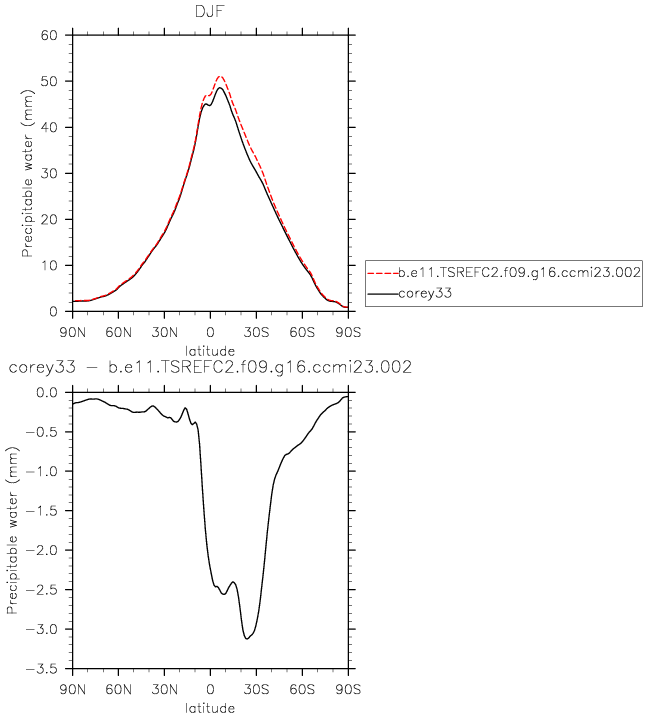 DJF
60
50
40
30
20
10
0
Precipitable water (mm)
90N 60N 30N 0 30S 60S 90S
latitude
b.e11.TSREFC2.f09.g16.ccmi23.002
corey33
corey33 − b.e11.TSREFC2.f09.g16.ccmi23.002
0.0
−0.5
−1.0
−1.5
−2.0
−2.5
−3.0
−3.5
Precipitable water (mm)
90N 60N 30N 0 30S 60S 90S
latitude